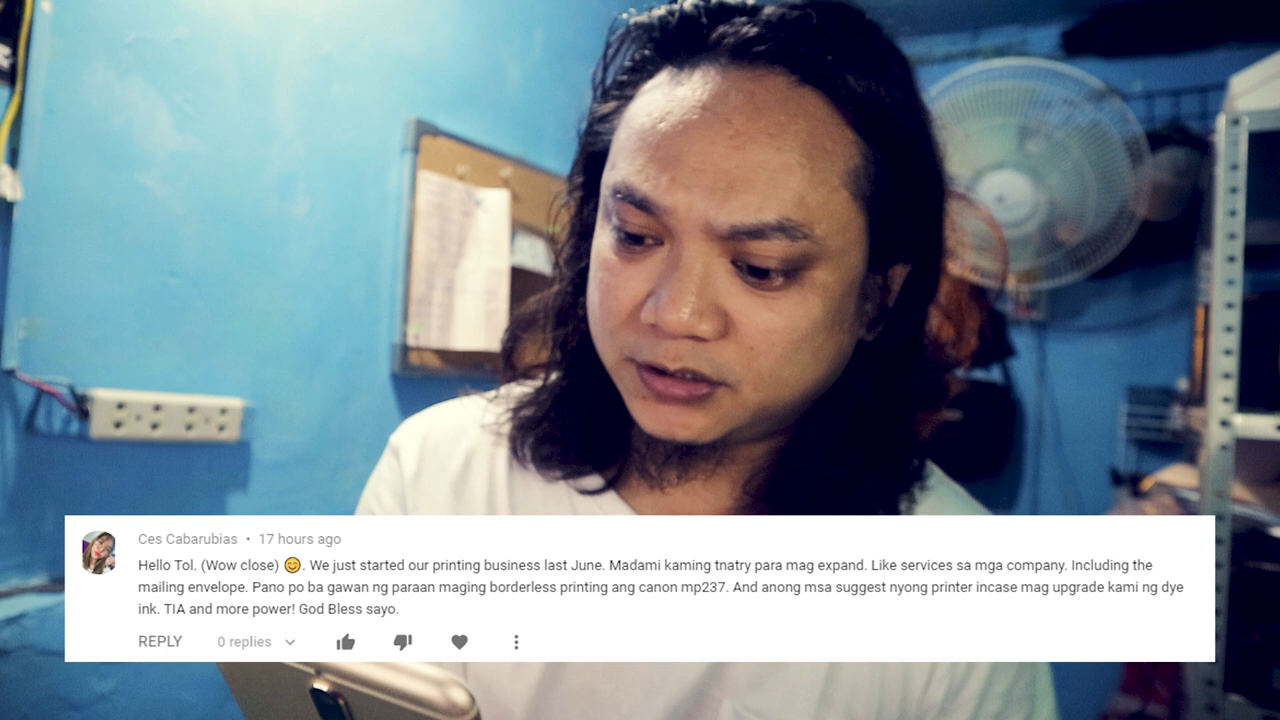 Ces Cabarubias • 17 hours ago
Hello Tol. (Wow close) 😊. We just started our printing business last June. Madami kaming tnatry para mag expand. Like services sa mga company. Including the
mailing envelope. Pano po ba gawan ng paraan maging borderless printing ang canon mp237. And anong msa suggest nyong printer incase mag upgrade kami ng dye
ink. TIA and more power! God Bless sayo.
REPLY 0 replies